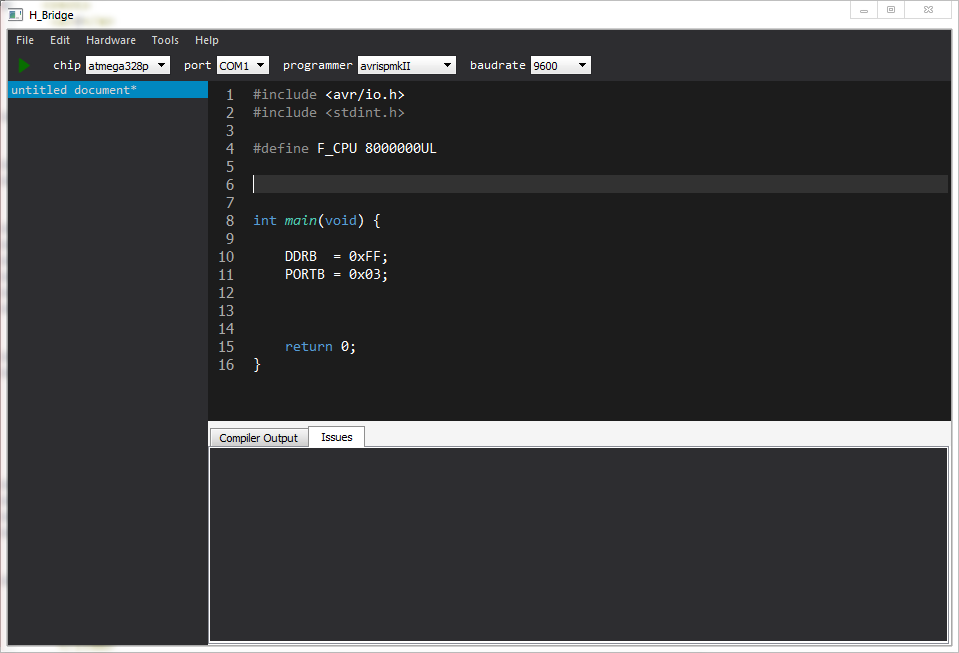 H_Bridge
File Edit Hardware Tools Help
chip atmega328p port COM1 programmer avrispmkII baudrate 9600
untitled document*
1 #include <avr/io.h>
2 #include <stdint.h>
3
4 #define F_CPU 8000000UL
5
6
7
8 int main(void) {
9
10 DDRB  = 0xFF;
11 PORTB = 0x03;
12
13
14
15 return 0;
16 }
Compiler Output Issues